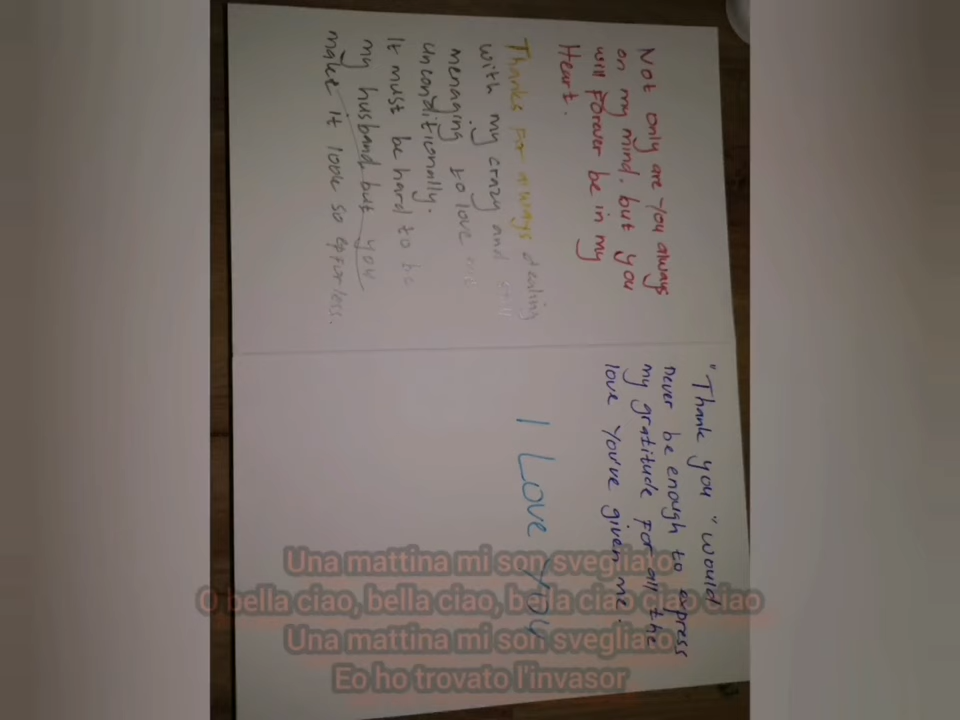 Not only are you always
on my mind. but you
will forever be in my
Heart.
Thanks for always dealing
with my crazy and still
menaging to love me
unconditionally.
It must be hard to be
my husband but you
make it look so efforless.
"Thank you" would
never be enough to express
my gratitude for all the
love you've given me.
I Love You
Una mattina mi son svegliato
O bella ciao, bella ciao, bella ciao ciao ciao
Una mattina mi son svegliato
Eo ho trovato l'invasor